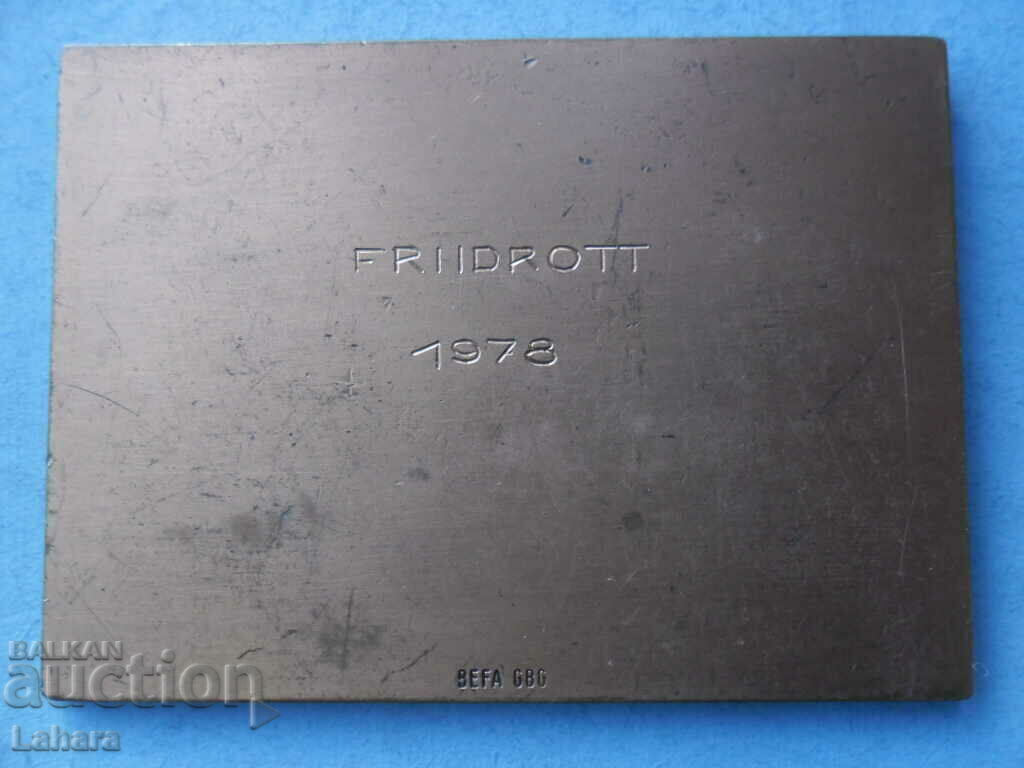 FRIIDROTT
1978
BEFA GBG
BALKAN
auction
Lahara